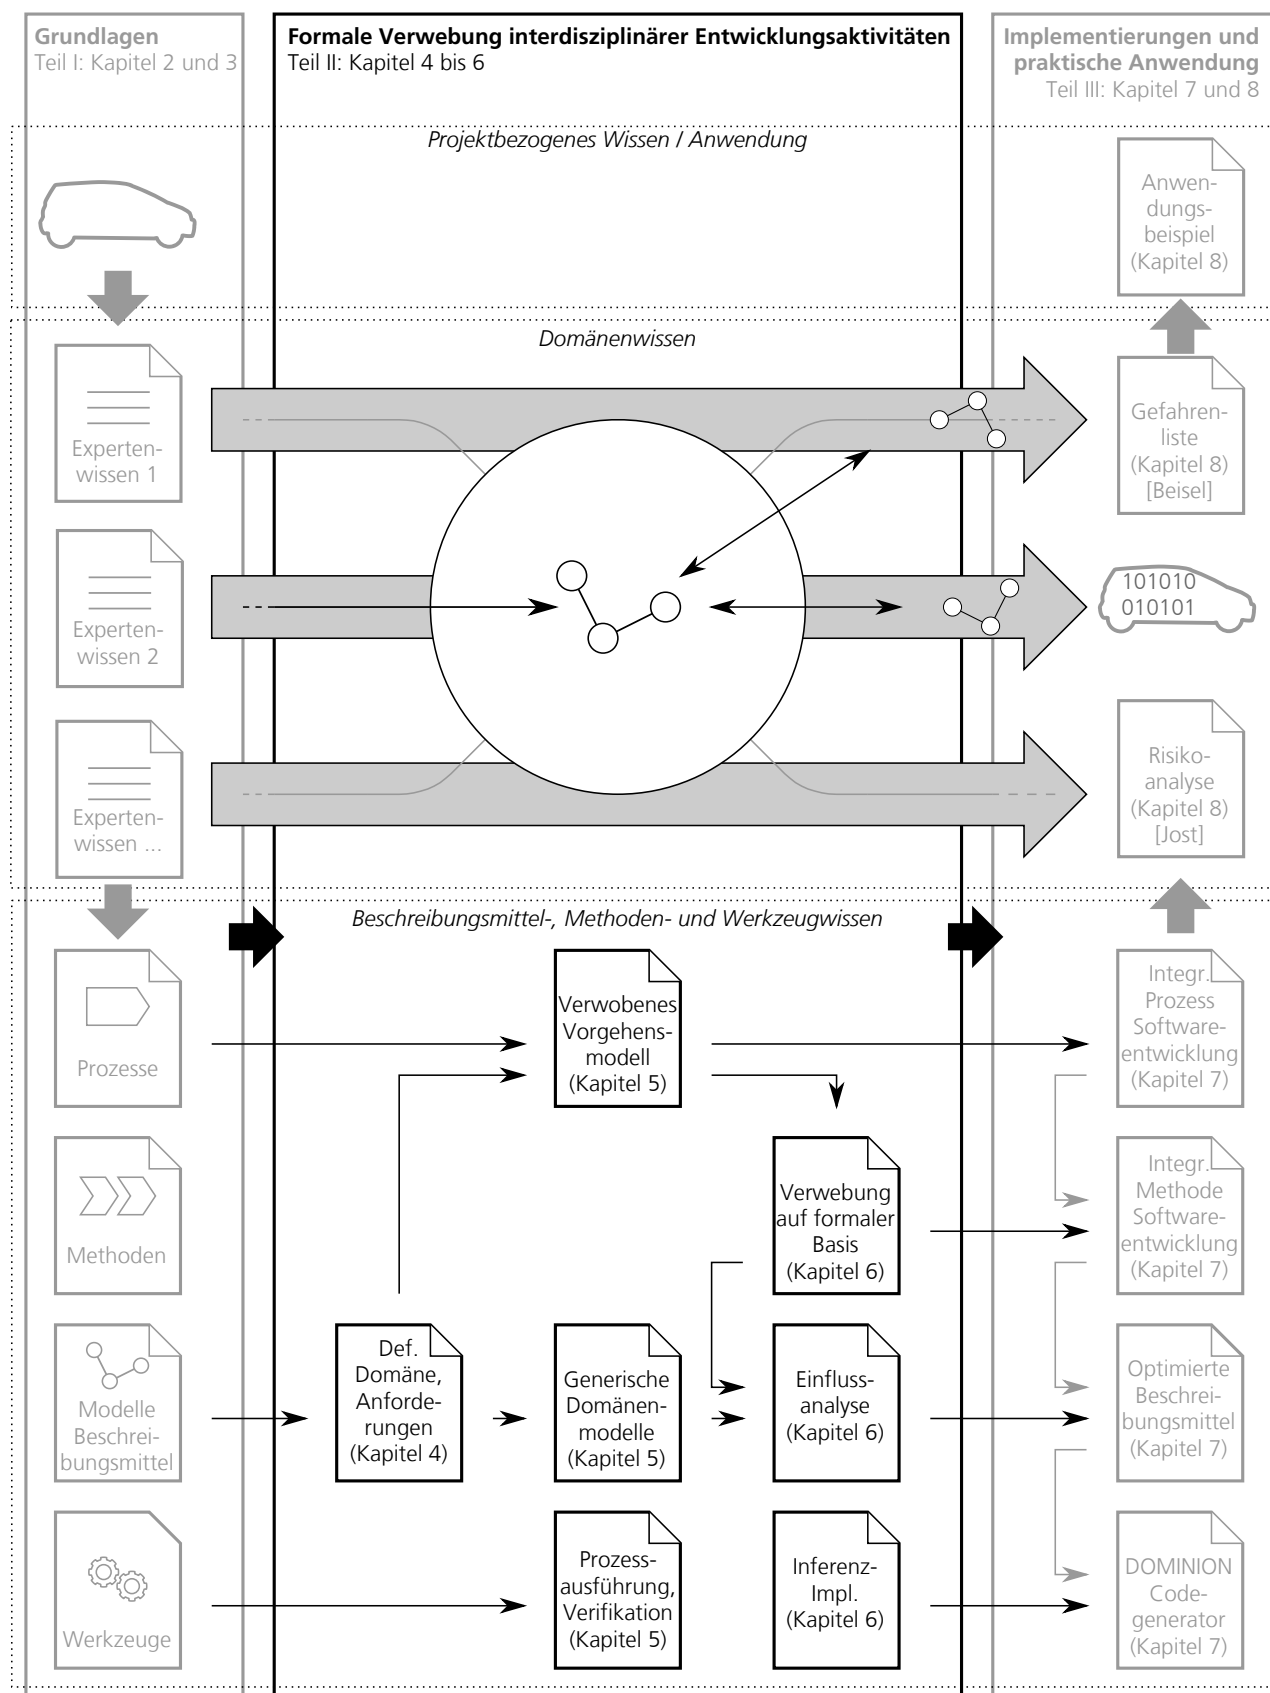 Grundlagen
Teil I: Kapitel 2 und 3
Formale Verwebung interdisziplinärer Entwicklungsaktivitäten
Teil II: Kapitel 4 bis 6
Implementierungen und
praktische Anwendung
Teil III: Kapitel 7 und 8
Projektbezogenes Wissen / Anwendung
Anwen-
dungs-
beispiel
(Kapitel 8)
Domänenwissen
Experten-
wissen 1
Gefahren-
liste
(Kapitel 8)
[Beisel]
Experten-
wissen 2
101010
010101
Experten-
wissen ...
Risiko-
analyse
(Kapitel 8)
[Jost]
Beschreibungsmittel-, Methoden- und Werkzeugwissen
Prozesse
Verwobenes
Vorgehens-
modell
(Kapitel 5)
Integr.
Prozess
Software-
entwicklung
(Kapitel 7)
Methoden
Verwebung
auf formaler
Basis
(Kapitel 6)
Integr.
Methode
Software-
entwicklung
(Kapitel 7)
Modelle
Beschrei-
bungsmittel
Def.
Domäne,
Anforde-
rungen
(Kapitel 4)
Generische
Domänen-
modelle
(Kapitel 5)
Einfluss-
analyse
(Kapitel 6)
Optimierte
Beschrei-
bungsmittel
(Kapitel 7)
Werkzeuge
Prozess-
ausführung,
Verifikation
(Kapitel 5)
Inferenz-
Impl.
(Kapitel 6)
DOMINION
Code-
generator
(Kapitel 7)